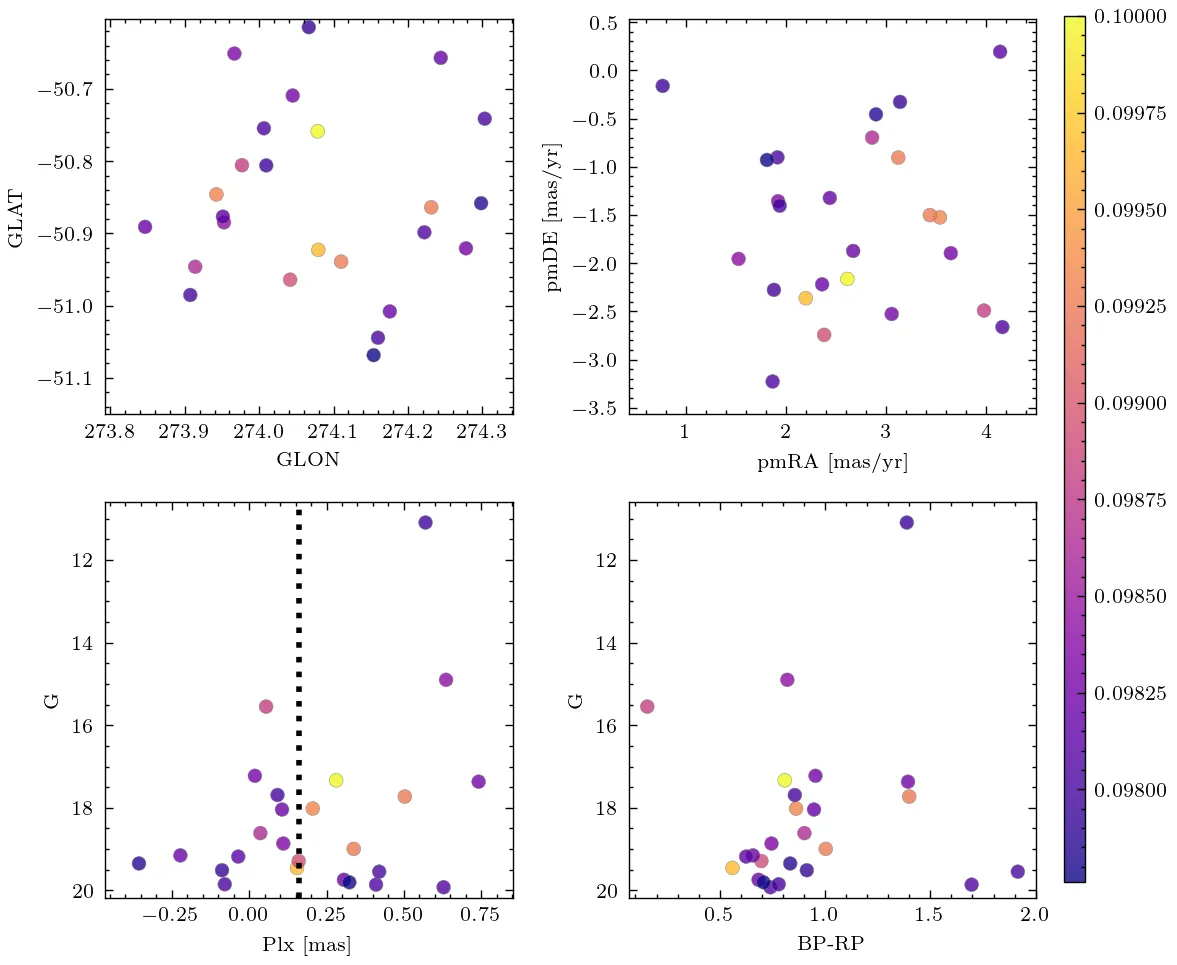 −50.7
−50.8
−50.9
−51.0
−51.1
GLAT
273.8 273.9 274.0 274.1 274.2 274.3
GLON
0.5
0.0
−0.5
−1.0
−1.5
−2.0
−2.5
−3.0
−3.5
pmDE [mas/yr]
1 2 3 4
pmRA [mas/yr]
0.10000
0.09975
0.09950
0.09925
0.09900
0.09875
0.09850
0.09825
0.09800
12
14
16
18
20
G
−0.25 0.00 0.25 0.50 0.75
Plx [mas]
12
14
16
18
20
G
0.5 1.0 1.5 2.0
BP-RP